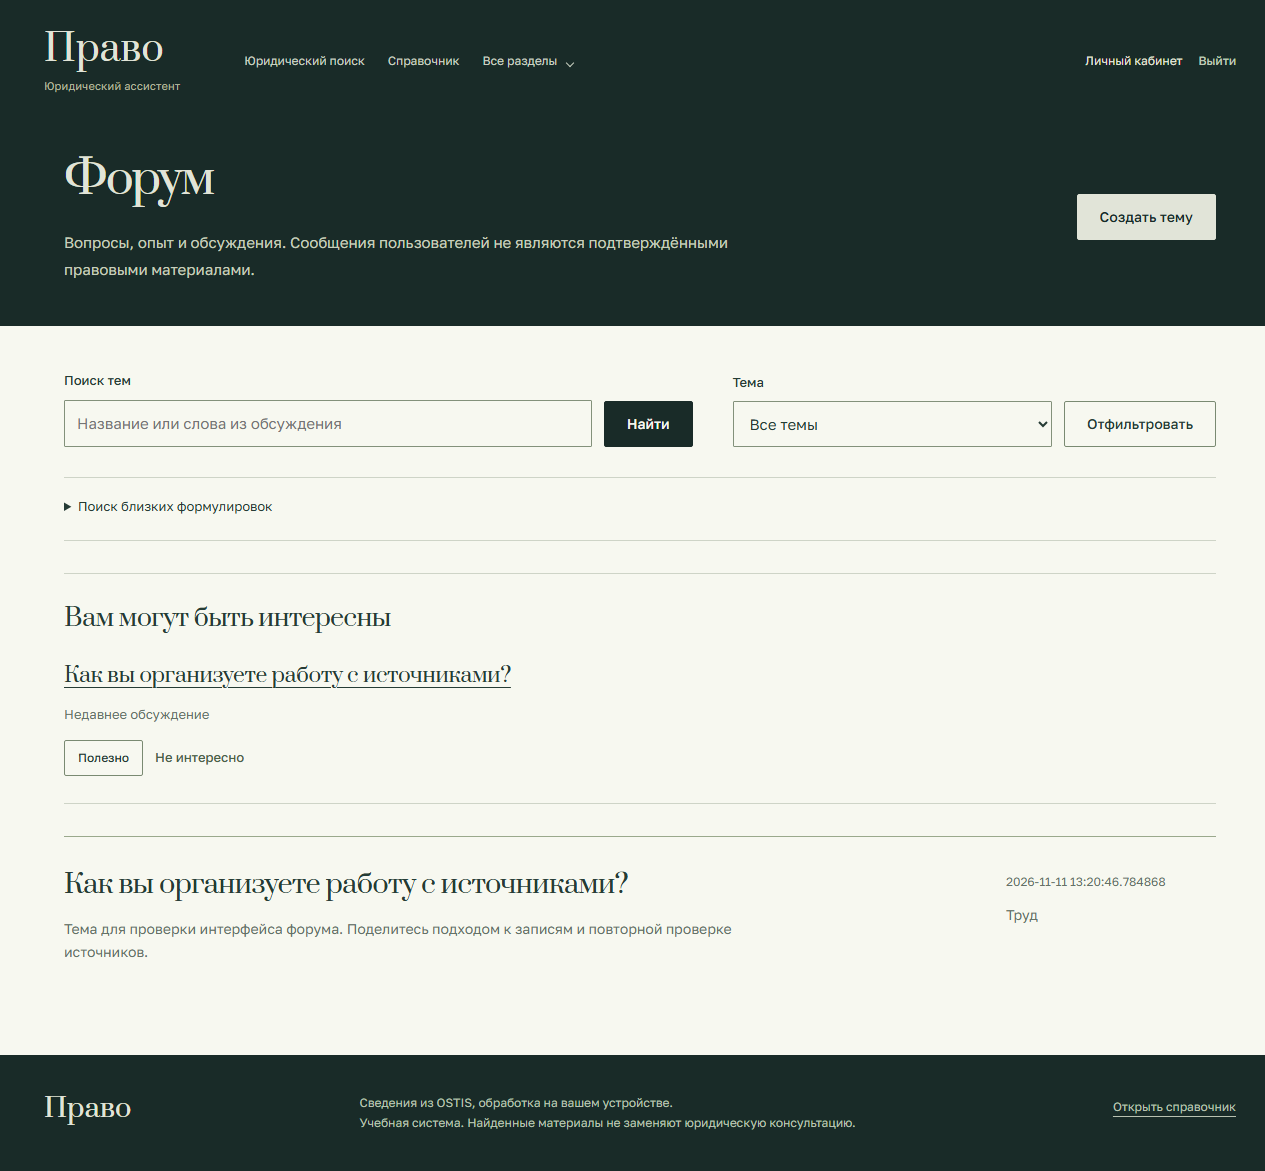 Право
Юридический ассистент
Юридический поиск
Справочник
Все разделы
Личный кабинет
Выйти
Форум
Вопросы, опыт и обсуждения. Сообщения пользователей не являются подтверждёнными
правовыми материалами.
Создать тему
Поиск тем
Название или слова из обсуждения
Найти
Тема
Все темы
Отфильтровать
Поиск близких формулировок
Вам могут быть интересны
Как вы организуете работу с источниками?
Недавнее обсуждение
Полезно
Не интересно
Как вы организуете работу с источниками?
Тема для проверки интерфейса форума. Поделитесь подходом к записям и повторной проверке
источников.
2026-11-11 13:20:46.784868
Труд
Право
Сведения из OSTIS, обработка на вашем устройстве.
Учебная система. Найденные материалы не заменяют юридическую консультацию.
Открыть справочник